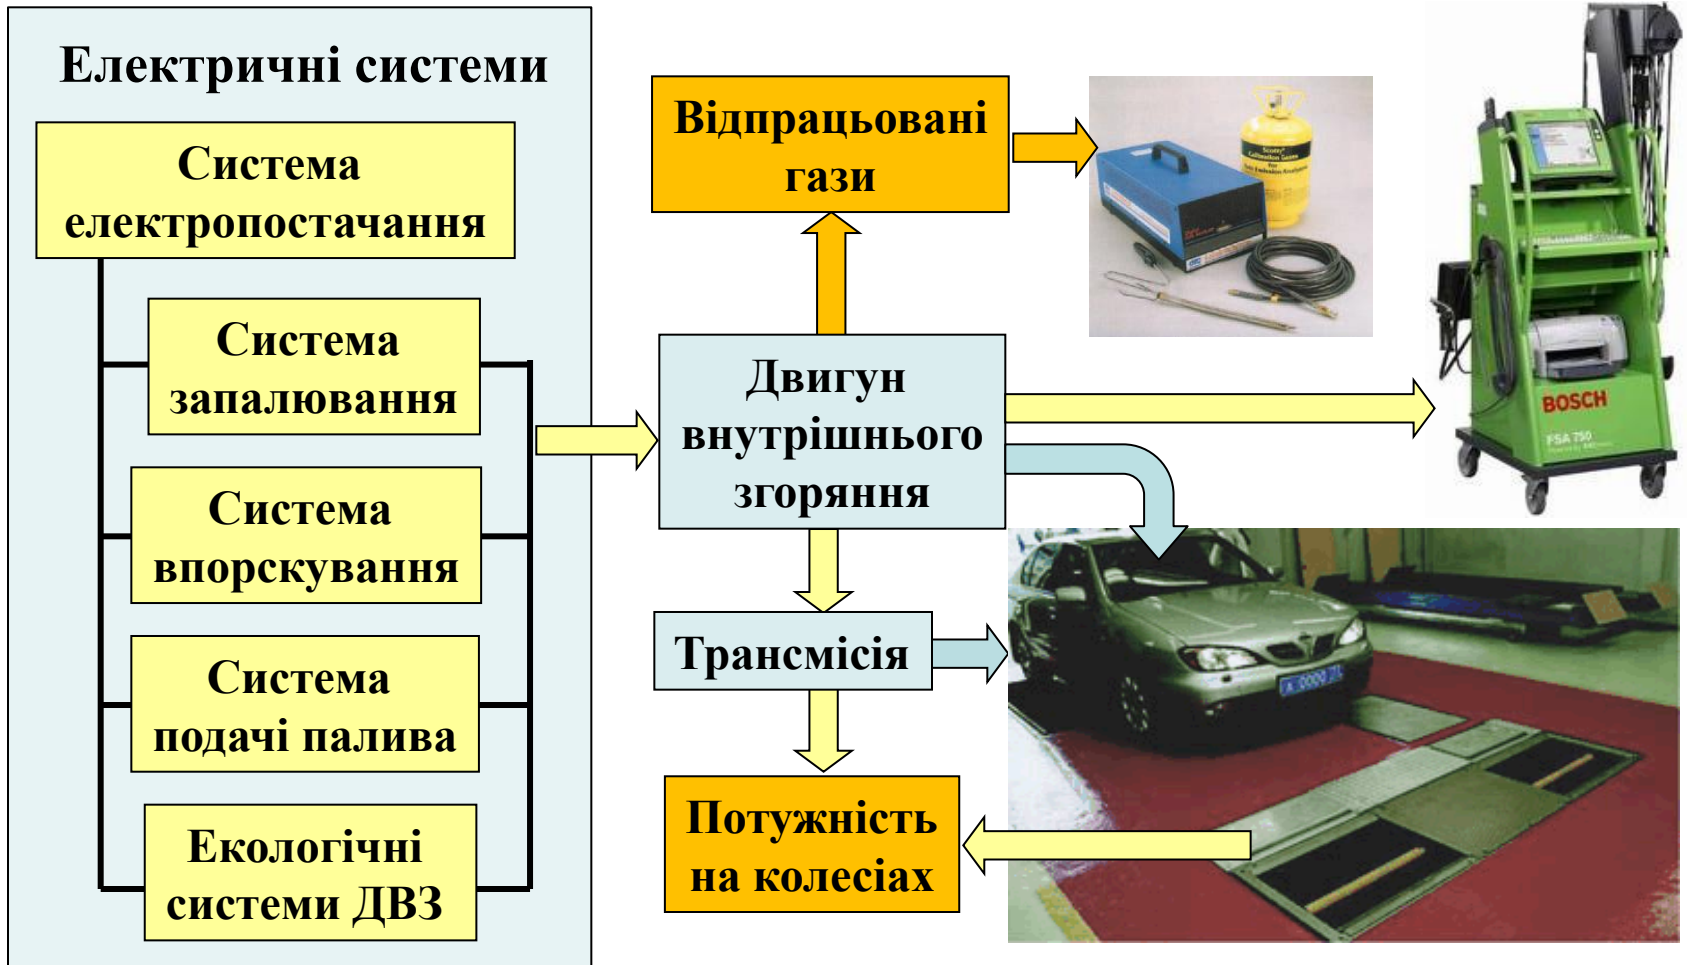 Електричні системи
Система
електропостачання
Система
запалювання
Система
впорскування
Система
подачі палива
Екологічні
системи ДВЗ
Відпрацьовані
гази
Двигун
внутрішнього
згоряння
Трансмісія
Потужність
на колесіах
BOSCH
FSA 750